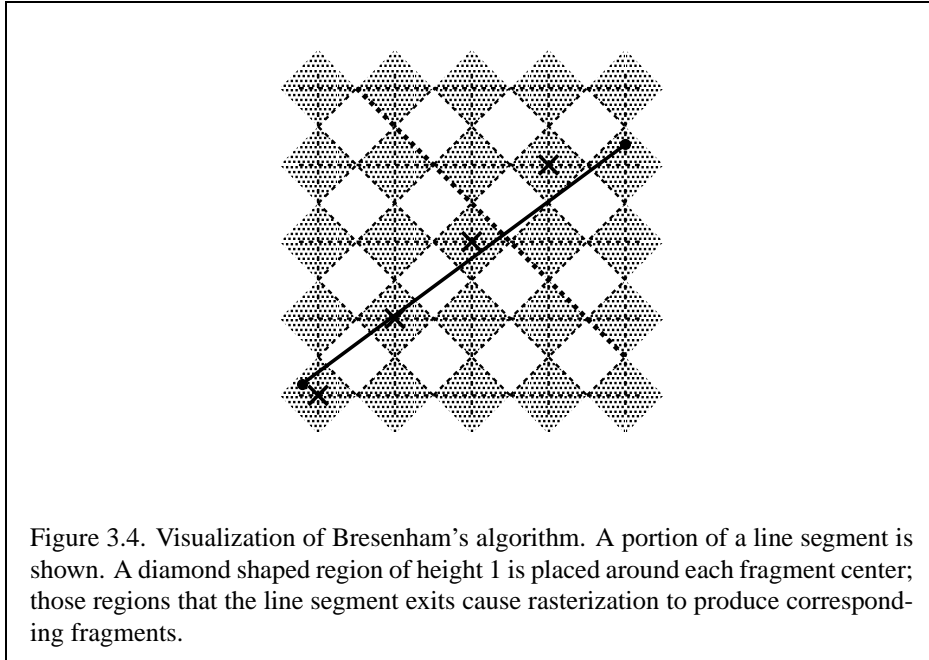 Figure 3.4. Visualization of Bresenham's algorithm. A portion of a line segment is
shown. A diamond shaped region of height 1 is placed around each fragment center;
those regions that the line segment exits cause rasterization to produce correspond-
ing fragments.